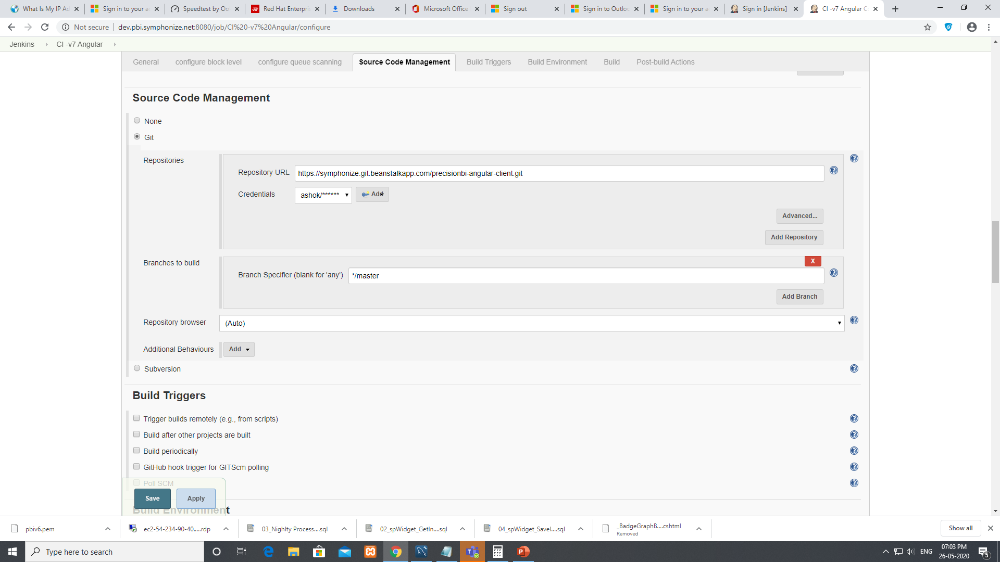 What Is My IP Ad
Sign in to your a
Speedtest by Oo
Red Hat Enterpri
Downloads
Microsoft Office
Sign out
Sign in to Outlo
Sign in to your a
Sign in [Jenkins]
CI -v7 Angular C
Not secure
dev.pbi.symphonize.net:8080/job/CI%20-v7%20Angular/configure
Jenkins
CI -v7 Angular
General
configure block level
configure queue scanning
Source Code Management
Build Triggers
Build Environment
Build
Post-build Actions
Source Code Management
None
Git
Repositories
Repository URL
https://symphonize.git.beanstalkapp.com/precisionbi-angular-client.git
Credentials
ashok/******
Add
Advanced...
Add Repository
Branches to build
X
Branch Specifier (blank for 'any')
*/master
Add Branch
Repository browser
(Auto)
Additional Behaviours
Add
Subversion
Build Triggers
Trigger builds remotely (e.g., from scripts)
Build after other projects are built
Build periodically
GitHub hook trigger for GITScm polling
Poll SCM
Save
Apply
Build Environment
pbiv6.pem
ec2-54-234-90-40.....rdp
03_Nighlty Process....sql
02_spWidget_GetIn....sql
04_spWidget_SaveI....sql
_BadgeGraphB....cshtml
Removed
Show all
Type here to search
ENG
07:03 PM
26-05-2020
5